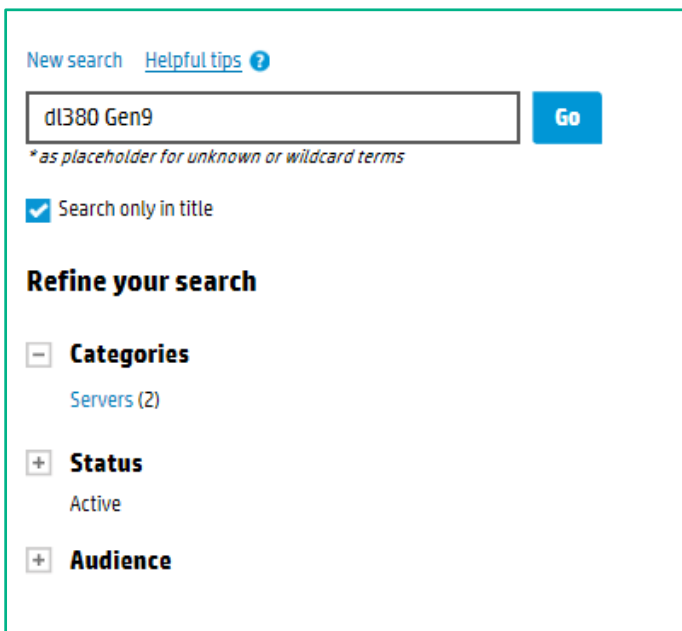 New search Helpful tips ?
dl380 Gen9 Go
* as placeholder for unknown or wildcard terms
Search only in title
Refine your search
− Categories
Servers (2)
+ Status
Active
+ Audience